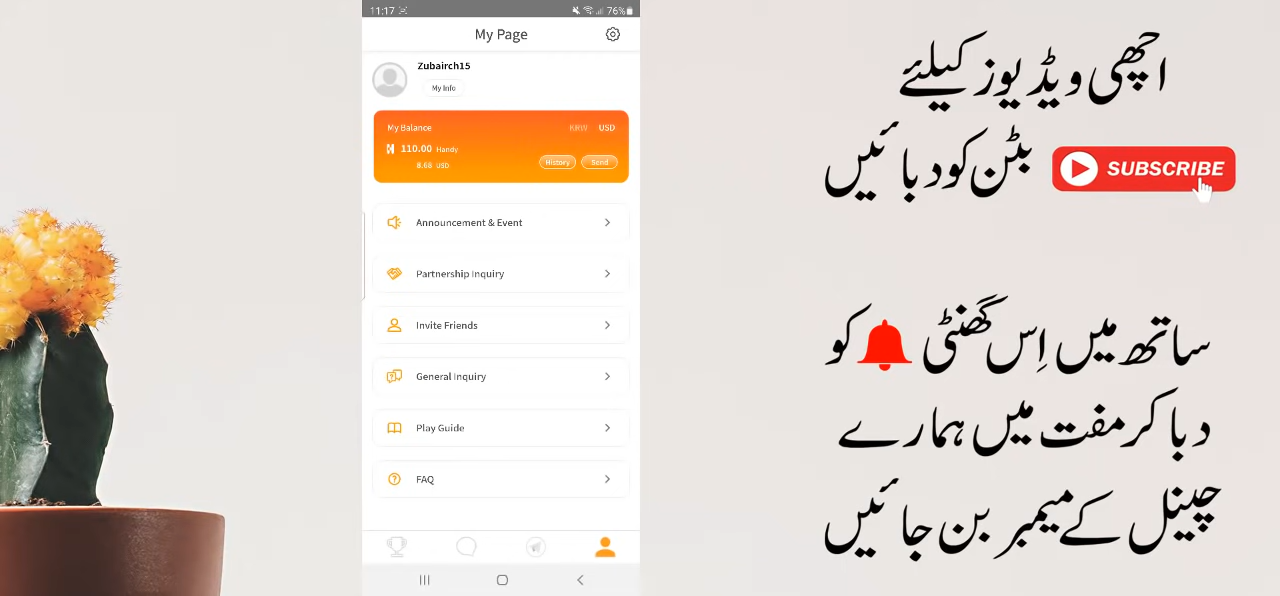 11:17
76%
My Page
Zubairch15
My Info
My Balance
KRW USD
110.00 Handy
8.68 USD
History Send
Announcement & Event
Partnership Inquiry
Invite Friends
General Inquiry
Play Guide
FAQ
اچھی ویڈیوز کیلئے
بٹن کو دبائیں
SUBSCRIBE
ساتھ میں اِس گھنٹی کو
دبا کر مفت میں ہمارے
چینل کے میمبر بن جائیں